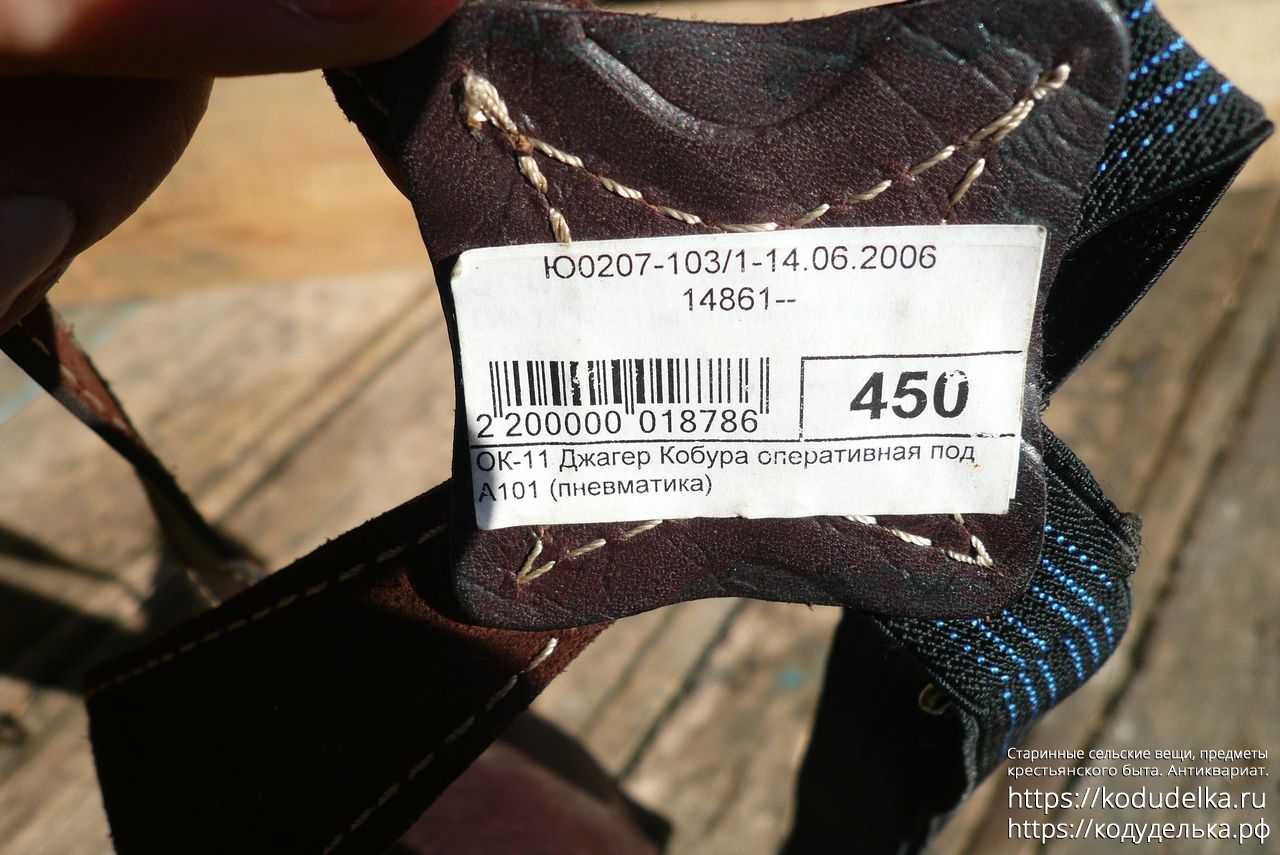 Ю0207-103/1-14.06.2006
14861--
450
2 200000 018786
ОК-11 Джагер Кобура оперативная под
А101 (пневматика)
Старинные сельские вещи, предметы
крестьянского быта. Антиквариат.
https://kodudelka.ru
https://кодуделька.рф